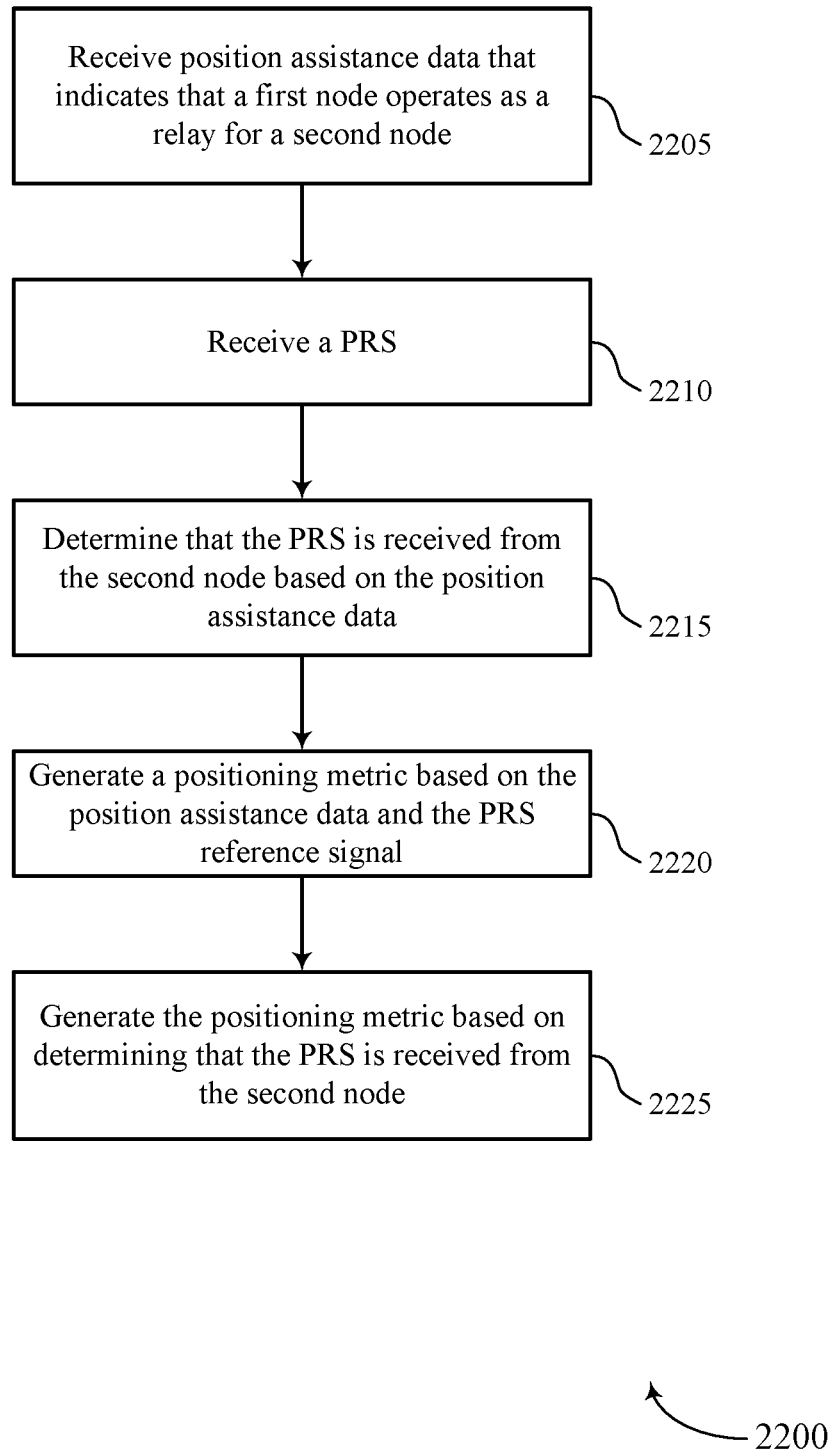 Receive position assistance data that
indicates that a first node operates as a
relay for a second node
2205
Receive a PRS
2210
Determine that the PRS is received from
the second node based on the position
assistance data
2215
Generate a positioning metric based on the
position assistance data and the PRS
reference signal
2220
Generate the positioning metric based on
determining that the PRS is received from
the second node
2225
2200